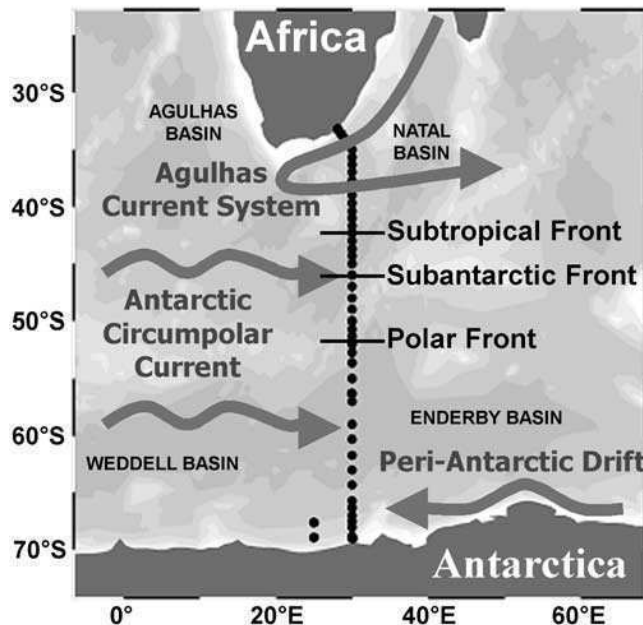 Africa
30°S
AGULHAS
BASIN
NATAL
BASIN
Agulhas
Current System
40°S
Subtropical Front
Subantarctic Front
Antarctic
Circumpolar
Current
50°S
Polar Front
ENDERBY BASIN
60°S
WEDDELL BASIN
Peri-Antarctic Drift
70°S
Antarctica
0°
20°E
40°E
60°E